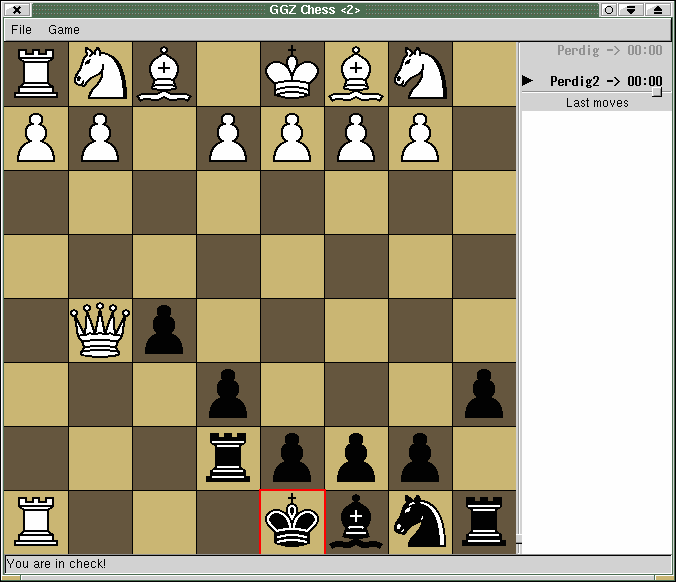 GGZ Chess <2>
File Game
Perdig -> 00:00
Perdig2 -> 00:00
Last moves
You are in check!